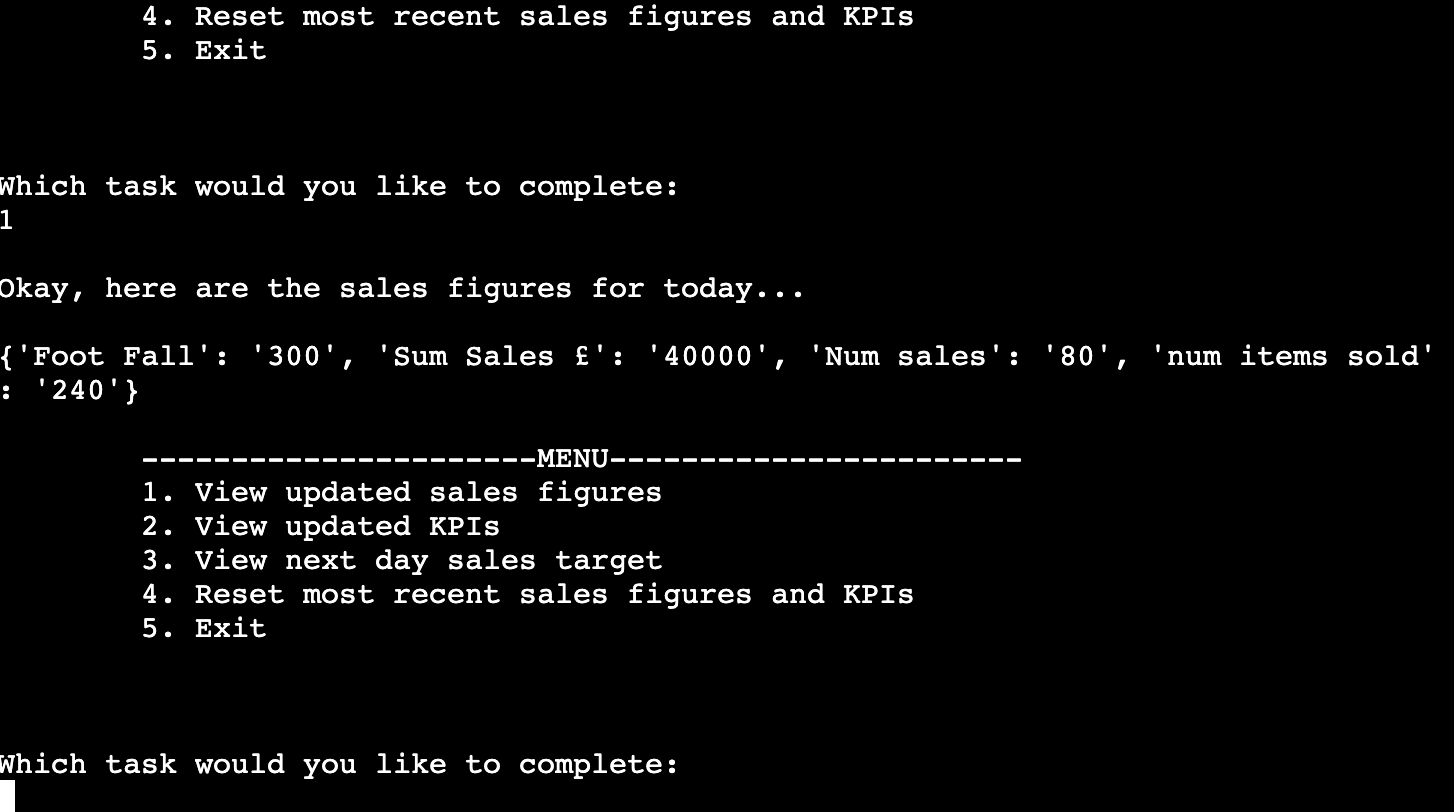 4. Reset most recent sales figures and KPIs
5. Exit
Which task would you like to complete:
1
Okay, here are the sales figures for today...
{'Foot Fall': '300', 'Sum Sales £': '40000', 'Num sales': '80', 'num items sold'
: '240'}
----------------------MENU-----------------------
1. View updated sales figures
2. View updated KPIs
3. View next day sales target
4. Reset most recent sales figures and KPIs
5. Exit
Which task would you like to complete: